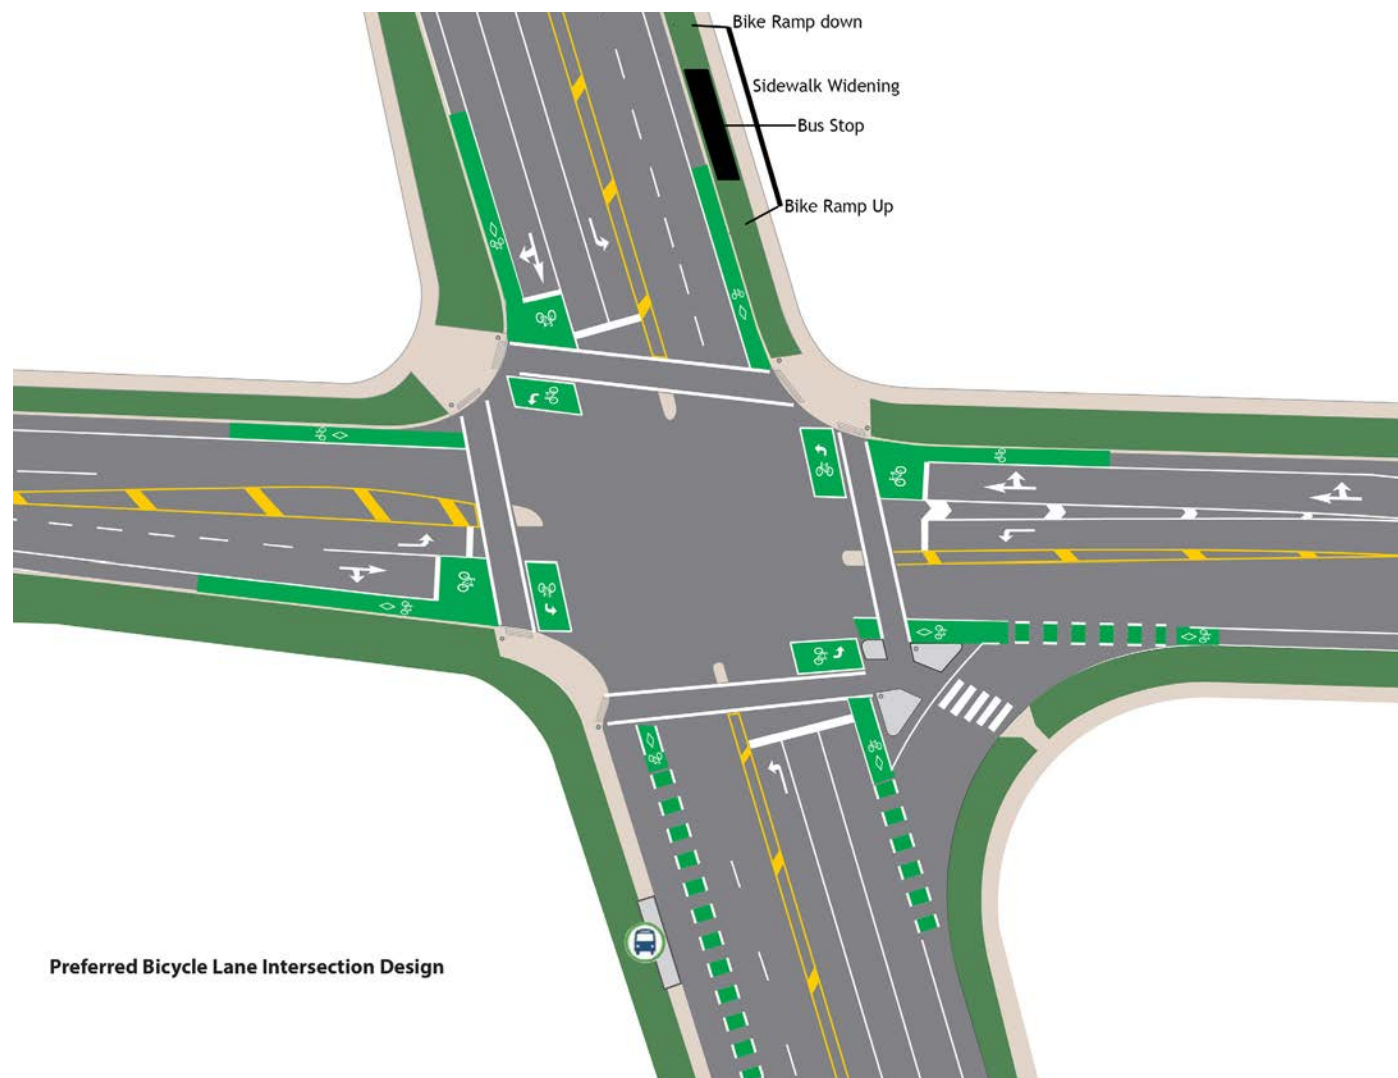 Bike Ramp down
Sidewalk Widening
Bus Stop
Bike Ramp Up
Preferred Bicycle Lane Intersection Design